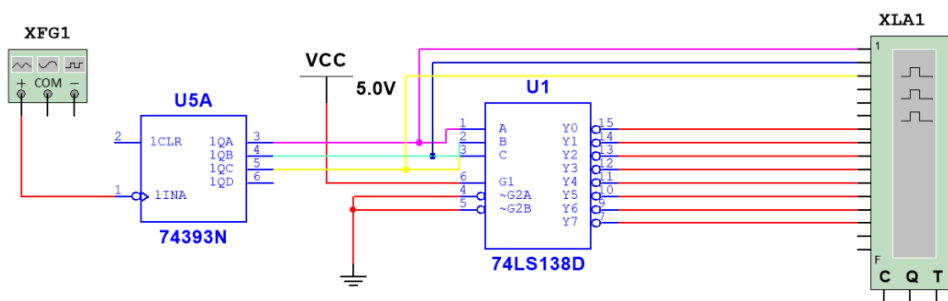 XFG1
XLA1
COM
+ −
VCC
5.0V
U5A
U1
1
2 1CLR 1QA 3
1QB 4
1QC 5
1QD 6
1 1INA
74393N
1 A Y0 15
2 B Y1 14
3 C Y2 13
Y3 12
6 G1 Y4 11
4 ~G2A Y5 10
5 ~G2B Y6 9
Y7 7
74LS138D
F
C Q T